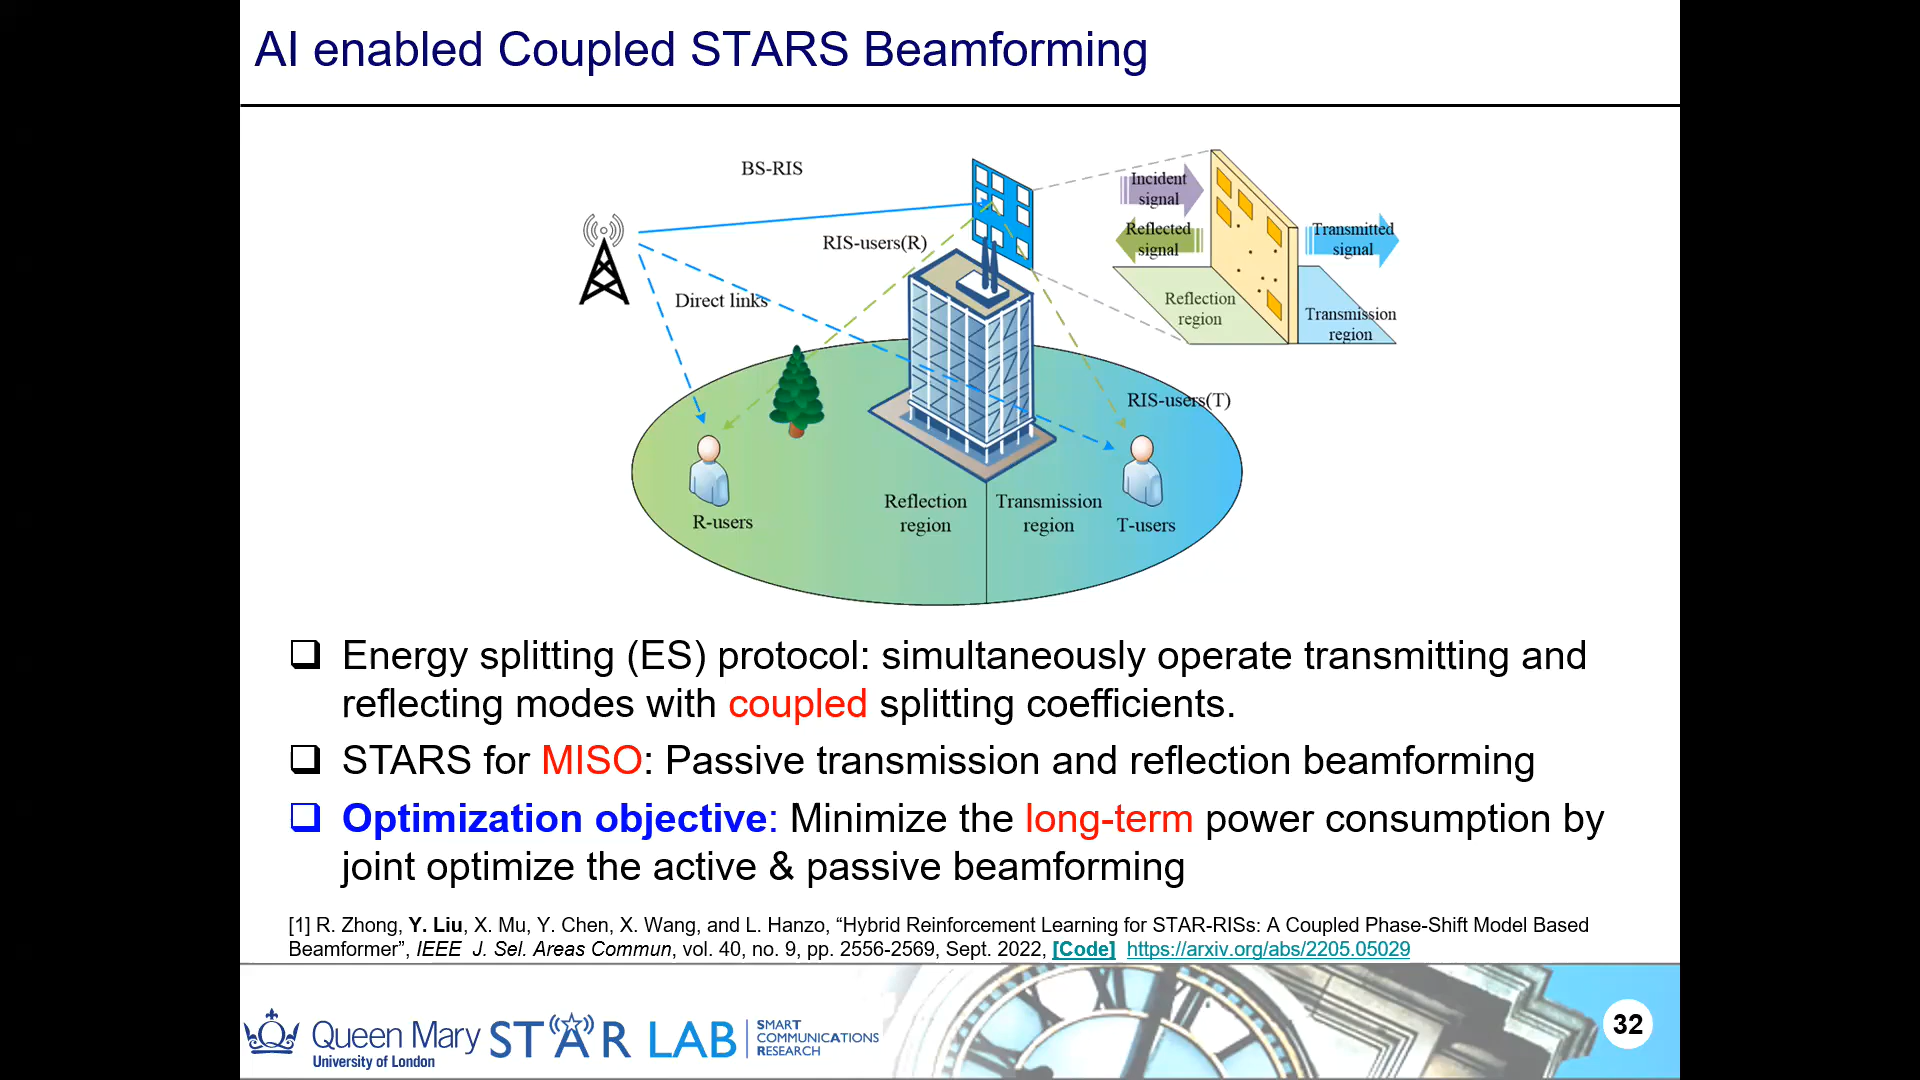 AI enabled Coupled STARS Beamforming
BS-RIS
Incident
signal
Reflected
signal
Transmitted
signal
RIS-users(R)
Direct links
Reflection
region
Transmission
region
RIS-users(T)
Reflection
region
Transmission
region
R-users
T-users
Energy splitting (ES) protocol: simultaneously operate transmitting and
reflecting modes with coupled splitting coefficients.
STARS for MISO: Passive transmission and reflection beamforming
Optimization objective: Minimize the long-term power consumption by
joint optimize the active & passive beamforming
[1] R. Zhong, Y. Liu, X. Mu, Y. Chen, X. Wang, and L. Hanzo, “Hybrid Reinforcement Learning for STAR-RISs: A Coupled Phase-Shift Model Based
Beamformer”, IEEE J. Sel. Areas Commun, vol. 40, no. 9, pp. 2556-2569, Sept. 2022, [Code] https://arxiv.org/abs/2205.05029
Queen Mary
University of London
STAR LAB
SMART
COMMUNICATIONS
RESEARCH
32